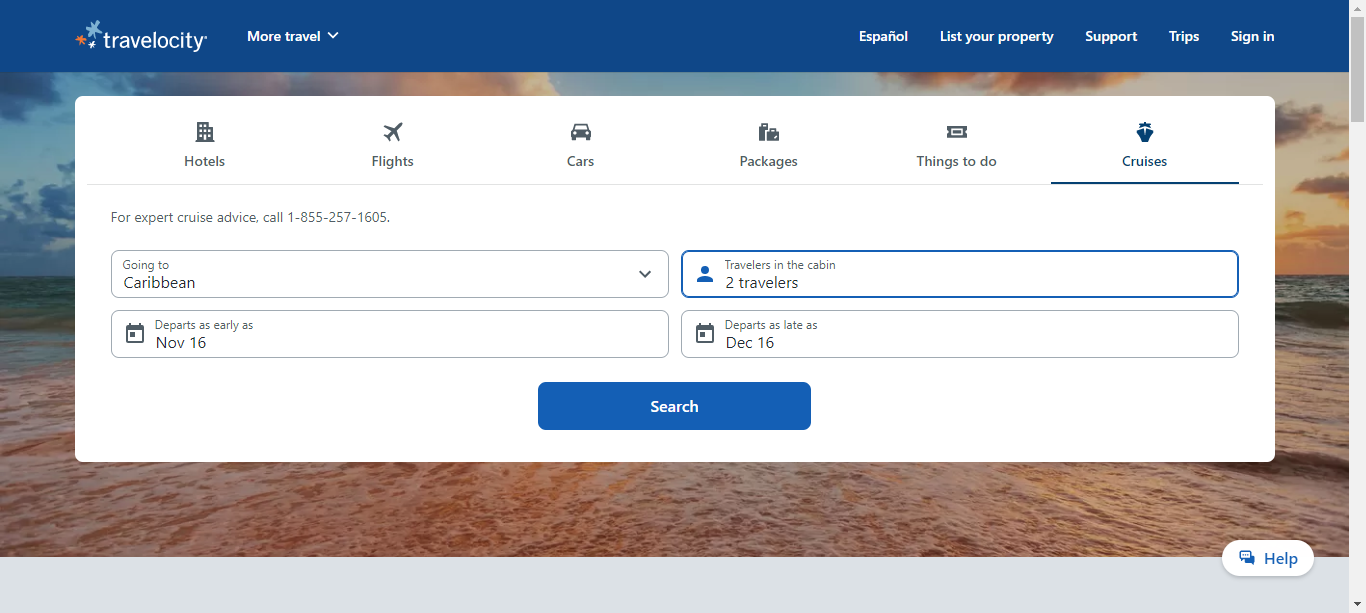 travelocity
More travel
Español
List your property
Support
Trips
Sign in
Hotels
Flights
Cars
Packages
Things to do
Cruises
For expert cruise advice, call 1-855-257-1605.
Going to
Caribbean
Travelers in the cabin
2 travelers
Departs as early as
Nov 16
Departs as late as
Dec 16
Search
Help